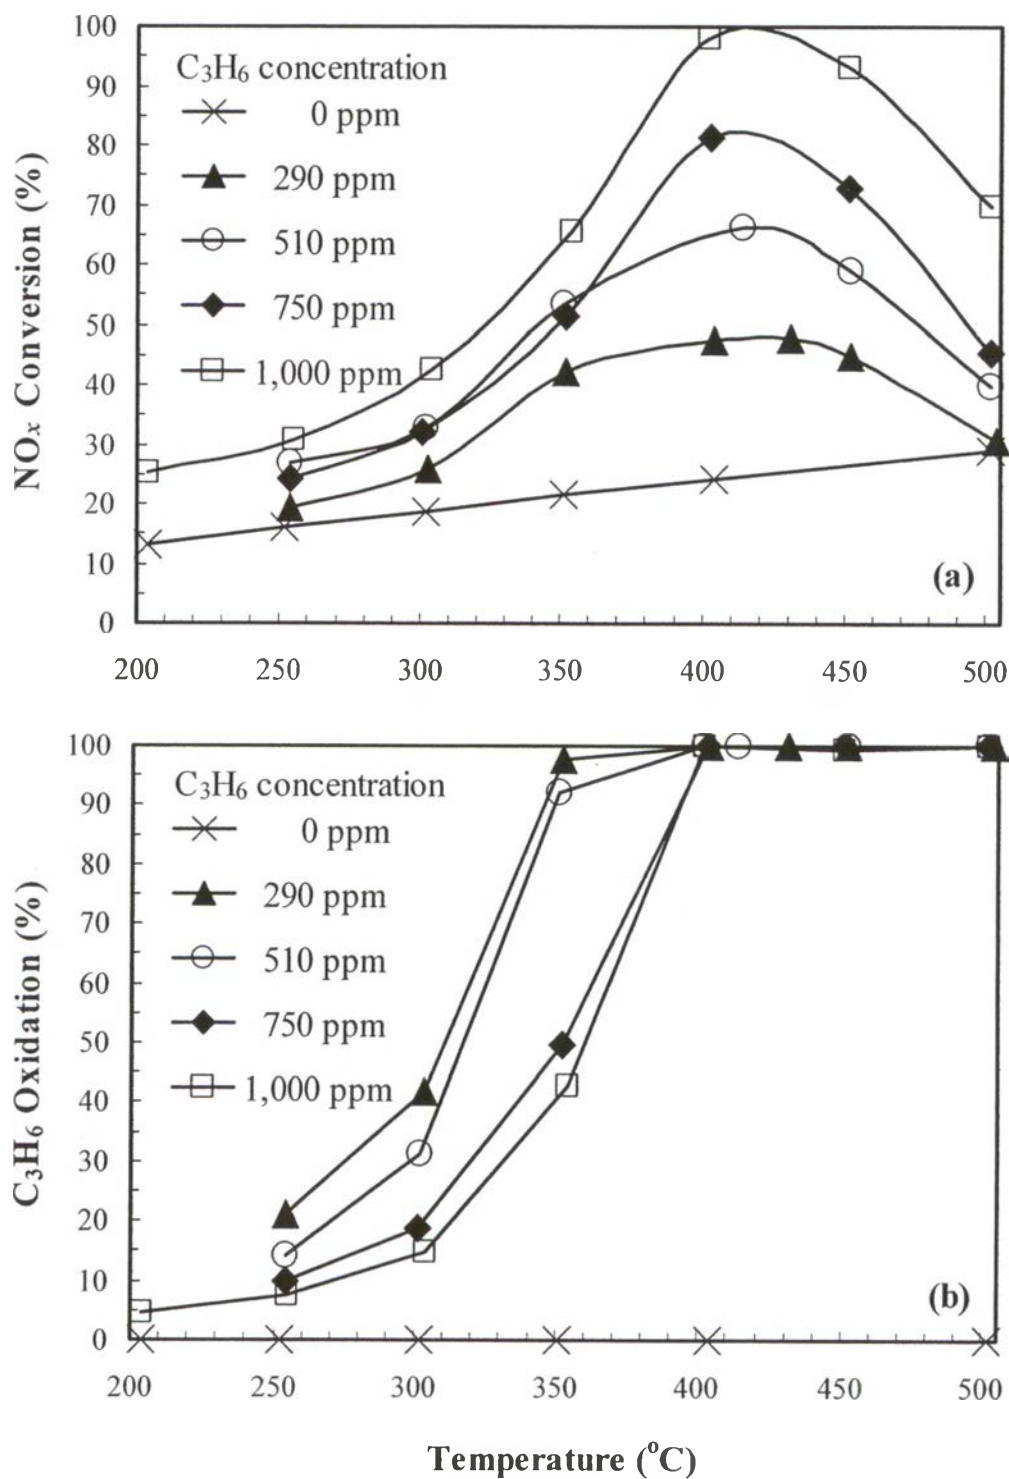 100
90
80
70
60
50
40
30
20
10
0
NOx Conversion (%)
C3H6 concentration
0 ppm
290 ppm
510 ppm
750 ppm
1,000 ppm
(a)
200 250 300 350 400 450 500
100
90
80
70
60
50
40
30
20
10
0
C3H6 Oxidation (%)
C3H6 concentration
0 ppm
290 ppm
510 ppm
750 ppm
1,000 ppm
(b)
200 250 300 350 400 450 500
Temperature (°C)